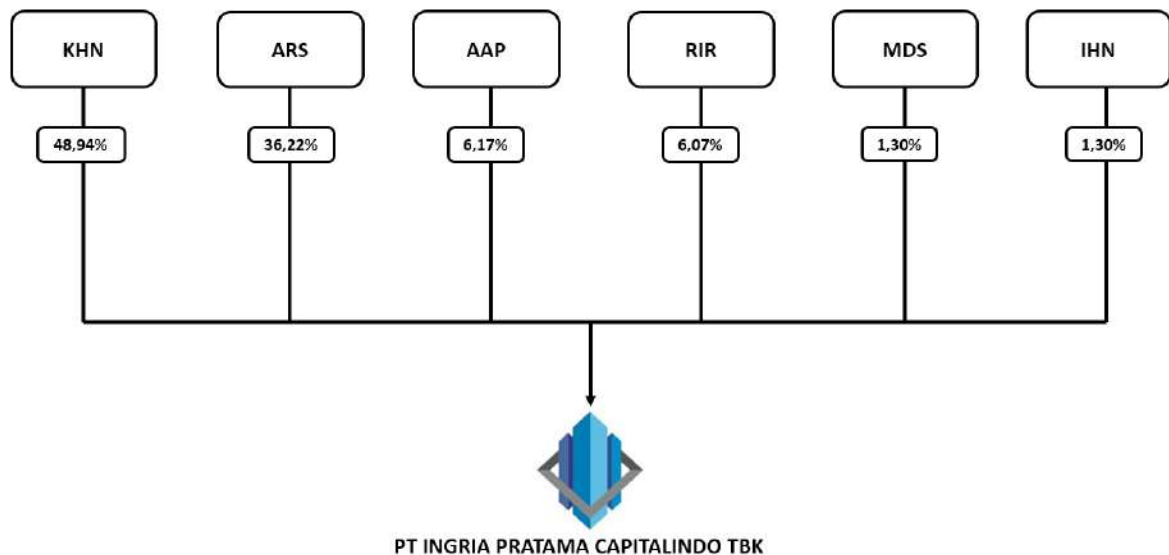 KHN ARS AAP RIR MDS IHN
48,94% 36,22% 6,17% 6,07% 1,30% 1,30%
PT INGRIA PRATAMA CAPITALINDO TBK